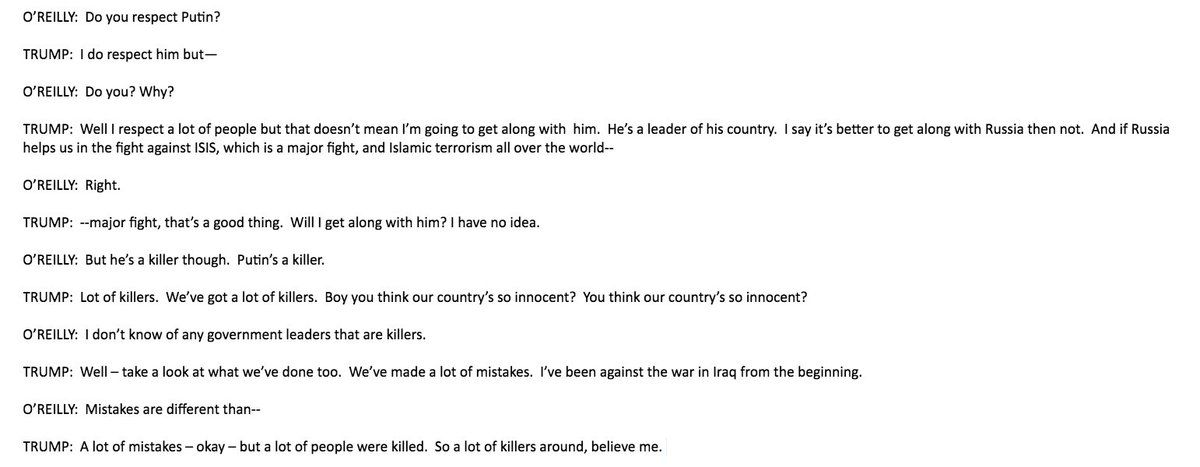 O’REILLY:  Do you respect Putin?
TRUMP:  I do respect him but—
O’REILLY:  Do you? Why?
TRUMP:  Well I respect a lot of people but that doesn’t mean I’m going to get along with  him.  He’s a leader of his country.  I say it’s better to get along with Russia then not.  And if Russia
helps us in the fight against ISIS, which is a major fight, and Islamic terrorism all over the world--
O’REILLY:  Right.
TRUMP:  --major fight, that’s a good thing.  Will I get along with him? I have no idea.
O’REILLY:  But he’s a killer though.  Putin’s a killer.
TRUMP:  Lot of killers.  We’ve got a lot of killers.  Boy you think our country’s so innocent?  You think our country’s so innocent?
O’REILLY:  I don’t know of any government leaders that are killers.
TRUMP:  Well – take a look at what we’ve done too.  We’ve made a lot of mistakes.  I’ve been against the war in Iraq from the beginning.
O’REILLY:  Mistakes are different than--
TRUMP:  A lot of mistakes – okay – but a lot of people were killed.  So a lot of killers around, believe me.